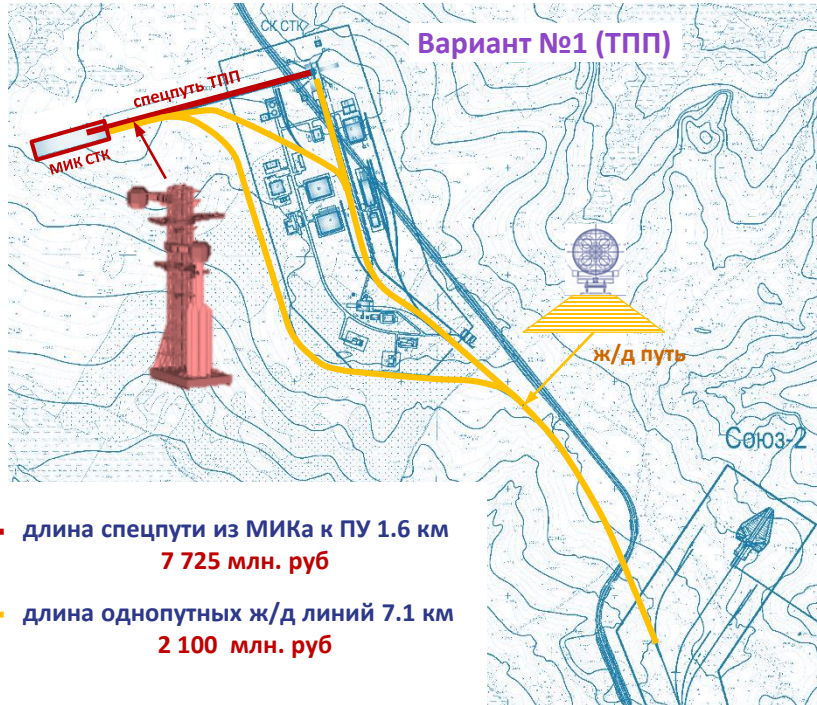 СК СТК
Вариант №1 (ТПП)
спецпуть ТПП
МИК СТК
ж/д путь
Союз-2
длина спецпути из МИКа к ПУ 1.6 км
7 725 млн. руб
длина однопутных ж/д линий 7.1 км
2 100 млн. руб